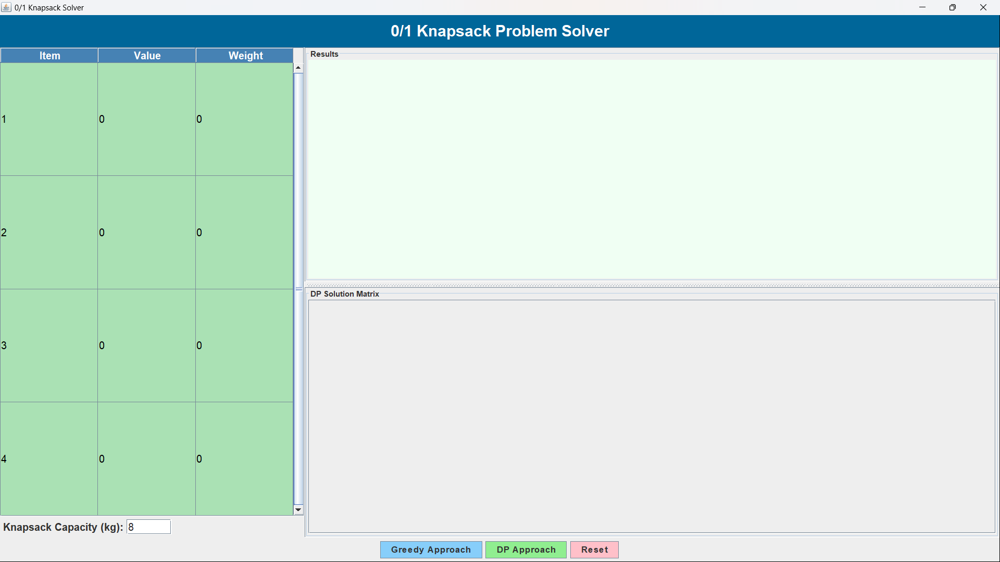 0/1 Knapsack Solver
0/1 Knapsack Problem Solver
Item Value Weight
1 0 0
2 0 0
3 0 0
4 0 0
Knapsack Capacity (kg): 8
Results
DP Solution Matrix
Greedy Approach DP Approach Reset